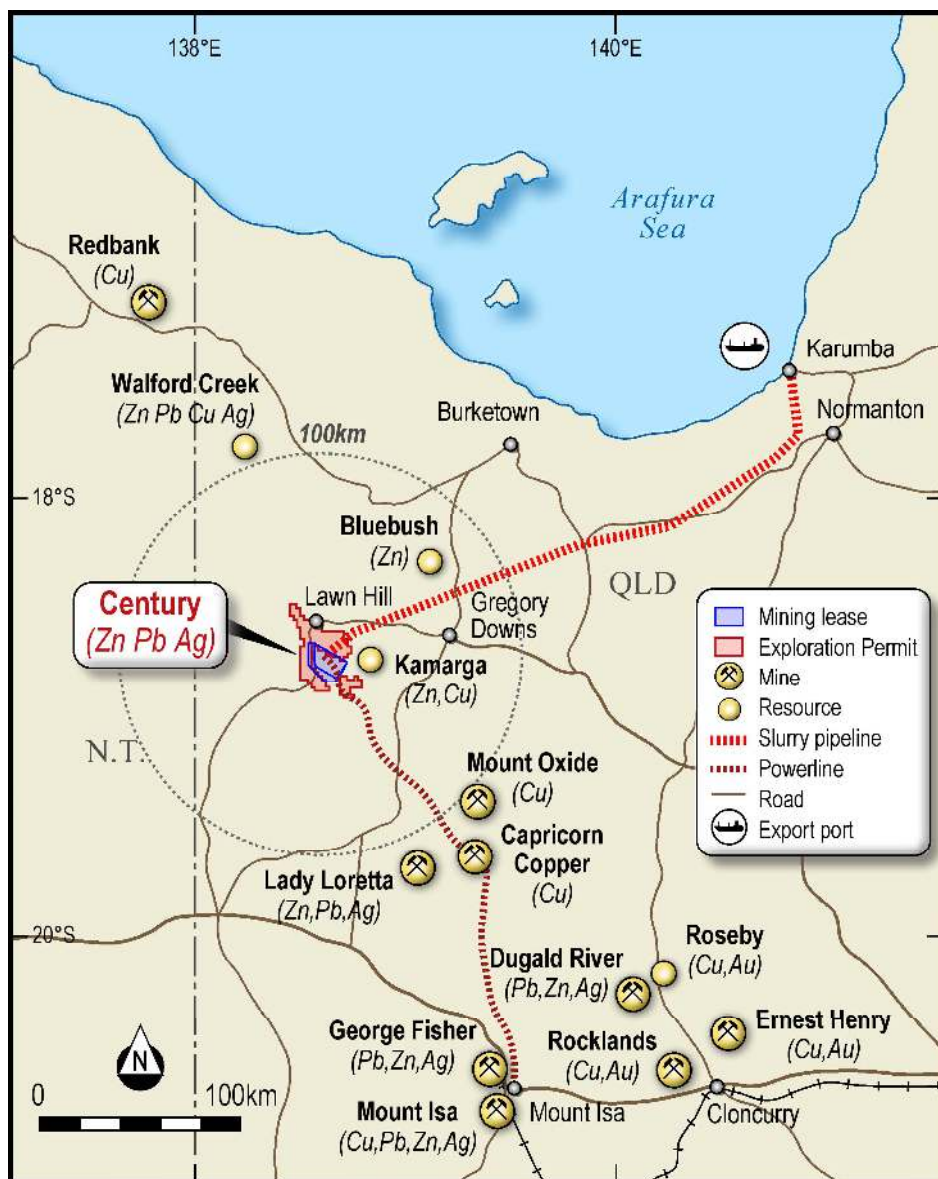 138°E
140°E
Arafura
Sea
Redbank
(Cu)
Karumba
Walford Creek
(Zn Pb Cu Ag)
Normanton
Burketown
100km
18°S
Bluebush
(Zn)
QLD
Century
(Zn Pb Ag)
Lawn Hill
Gregory
Downs
Kamarga
(Zn,Cu)
Mining lease
Exploration Permit
Mine
Resource
Slurry pipeline
Powerline
Road
Export port
N.T.
Mount Oxide
(Cu)
Capricorn
Copper
(Cu)
Lady Loretta
(Zn,Pb,Ag)
20°S
Dugald River
(Pb,Zn,Ag)
Roseby
(Cu,Au)
George Fisher
(Pb,Zn,Ag)
Rocklands
(Cu,Au)
Ernest Henry
(Cu,Au)
N
0 100km
Mount Isa
(Cu,Pb,Zn,Ag)
Mount Isa
Cloncurry